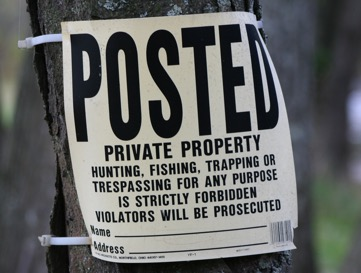 POSTED
PRIVATE PROPERTY
HUNTING, FISHING, TRAPPING OR
TRESPASSING FOR ANY PURPOSE
IS STRICTLY FORBIDDEN
VIOLATORS WILL BE PROSECUTED
Name
Address